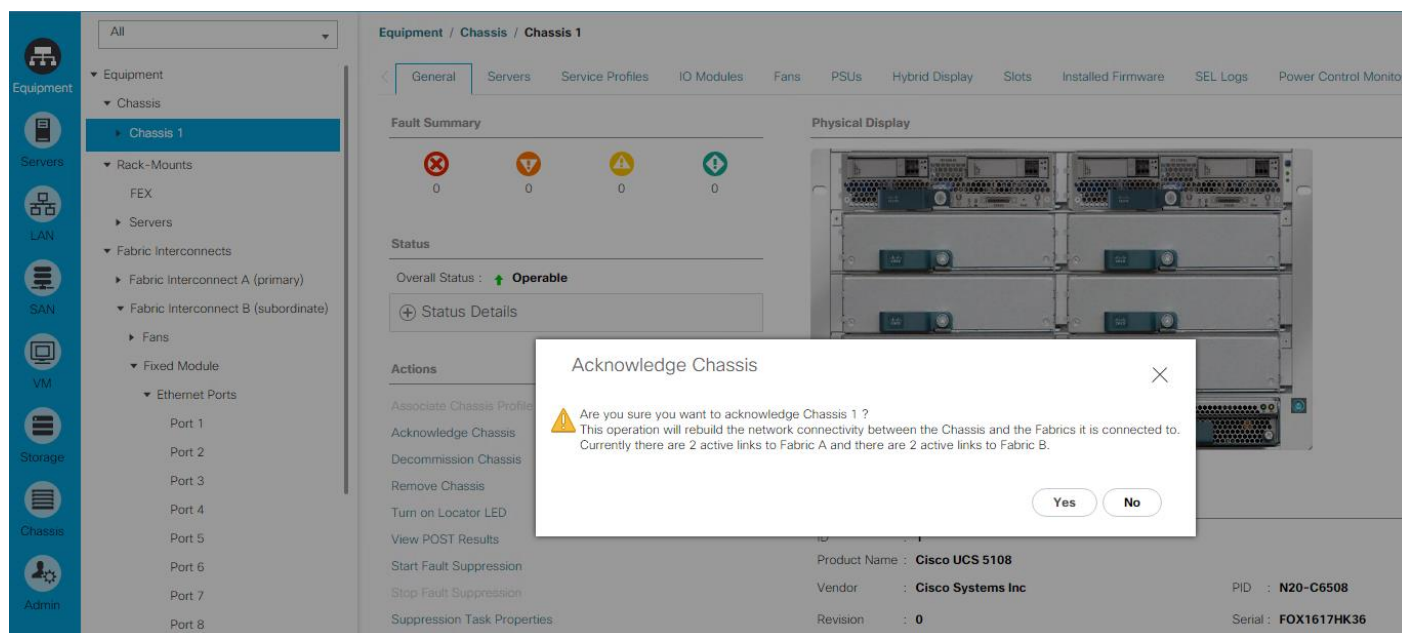 All
Equipment / Chassis / Chassis 1
Equipment
Servers
LAN
SAN
VM
Storage
Chassis
Admin
Equipment
Chassis
Chassis 1
Rack-Mounts
FEX
Servers
Fabric Interconnects
Fabric Interconnect A (primary)
Fabric Interconnect B (subordinate)
Fans
Fixed Module
Ethernet Ports
Port 1
Port 2
Port 3
Port 4
Port 5
Port 6
Port 7
Port 8
General Servers Service Profiles IO Modules Fans PSUs Hybrid Display Slots Installed Firmware SEL Logs Power Control Monito
Fault Summary
0 0 0 0
Status
Overall Status : Operable
Status Details
Actions
Associate Chassis Profile
Acknowledge Chassis
Decommission Chassis
Remove Chassis
Turn on Locator LED
View POST Results
Start Fault Suppression
Stop Fault Suppression
Suppression Task Properties
Physical Display
Acknowledge Chassis
Are you sure you want to acknowledge Chassis 1 ?
This operation will rebuild the network connectivity between the Chassis and the Fabrics it is connected to.
Currently there are 2 active links to Fabric A and there are 2 active links to Fabric B.
Yes No
ID : 1
Product Name : Cisco UCS 5108
Vendor : Cisco Systems Inc PID : N20-C6508
Revision : 0 Serial : FOX1617HK36